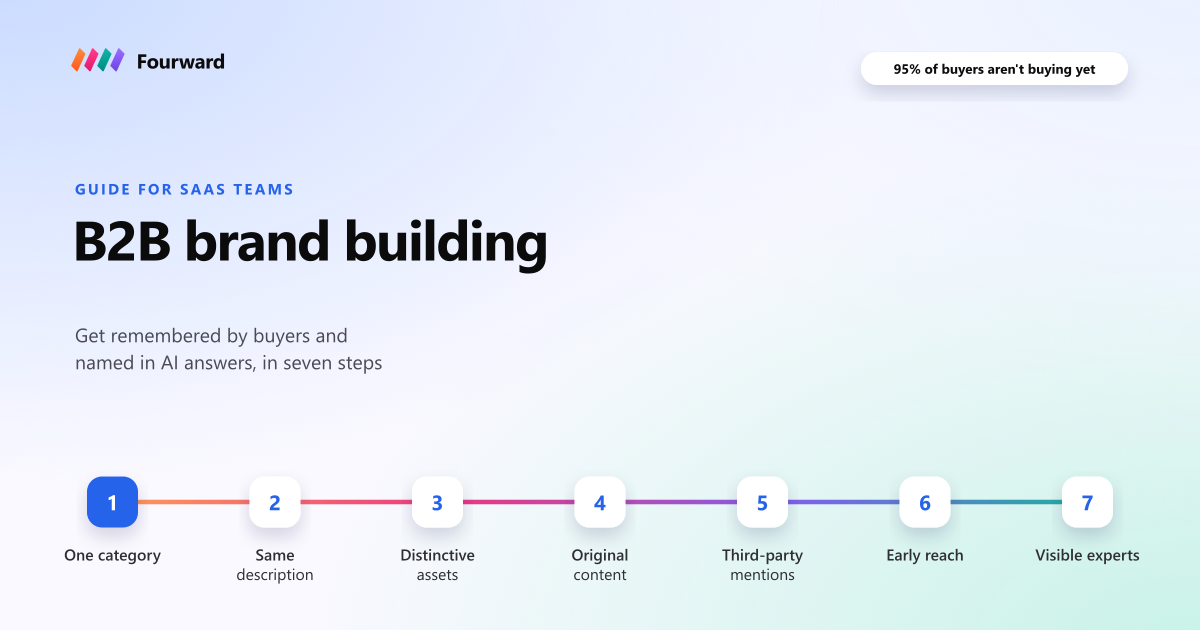 Fourward
95% of buyers aren't buying yet
GUIDE FOR SAAS TEAMS
B2B brand building
Get remembered by buyers and
named in AI answers, in seven steps
1
2
3
4
5
6
7
One category
Same
description
Distinctive
assets
Original
content
Third-party
mentions
Early reach
Visible experts